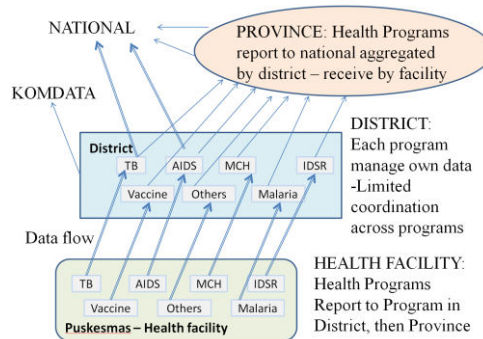 NATIONAL
PROVINCE: Health Programs
report to national aggregated
by district – receive by facility
KOMDATA
District
TB
AIDS
MCH
IDSR
Vaccine
Others
Malaria
DISTRICT:
Each program
manage own data
-Limited
coordination
across programs
Data flow
TB
AIDS
MCH
IDSR
Vaccine
Others
Malaria
Puskesmas – Health facility
HEALTH FACILITY:
Health Programs
Report to Program in
District, then Province